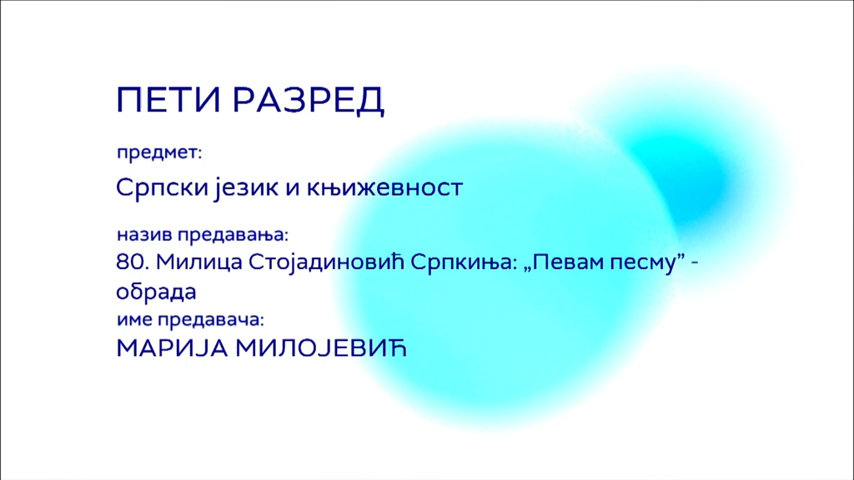 ПЕТИ РАЗРЕД
предмет:
Српски језик и књижевност
назив предавања:
80. Милица Стојадиновић Српкиња: „Певам песму” -
обрада
име предавача:
МАРИЈА МИЛОЈЕВИЋ